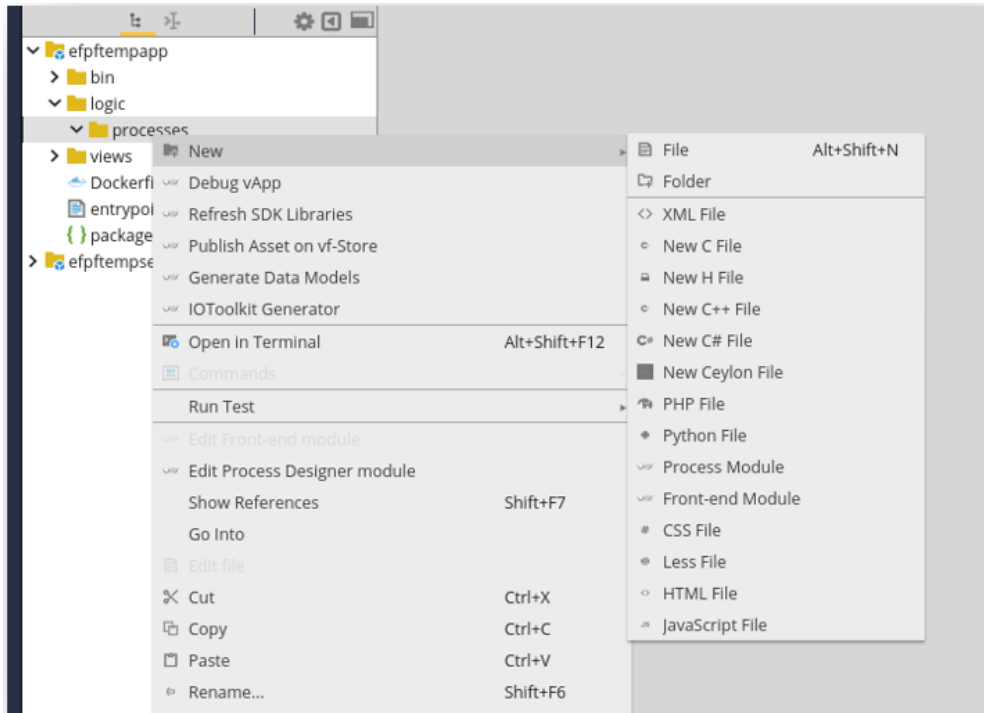 efpftempapp
bin
logic
processes
views
Dockerfi
entrypoi
{ } package
efpftempse
New
Debug vApp
Refresh SDK Libraries
Publish Asset on vf-Store
Generate Data Models
IOToolkit Generator
Open in Terminal Alt+Shift+F12
Commands
Run Test
Edit Front-end module
Edit Process Designer module
Show References Shift+F7
Go Into
Edit file
Cut Ctrl+X
Copy Ctrl+C
Paste Ctrl+V
Rename... Shift+F6
File Alt+Shift+N
Folder
XML File
New C File
New H File
New C++ File
New C# File
New Ceylon File
PHP File
Python File
Process Module
Front-end Module
CSS File
Less File
HTML File
JavaScript File